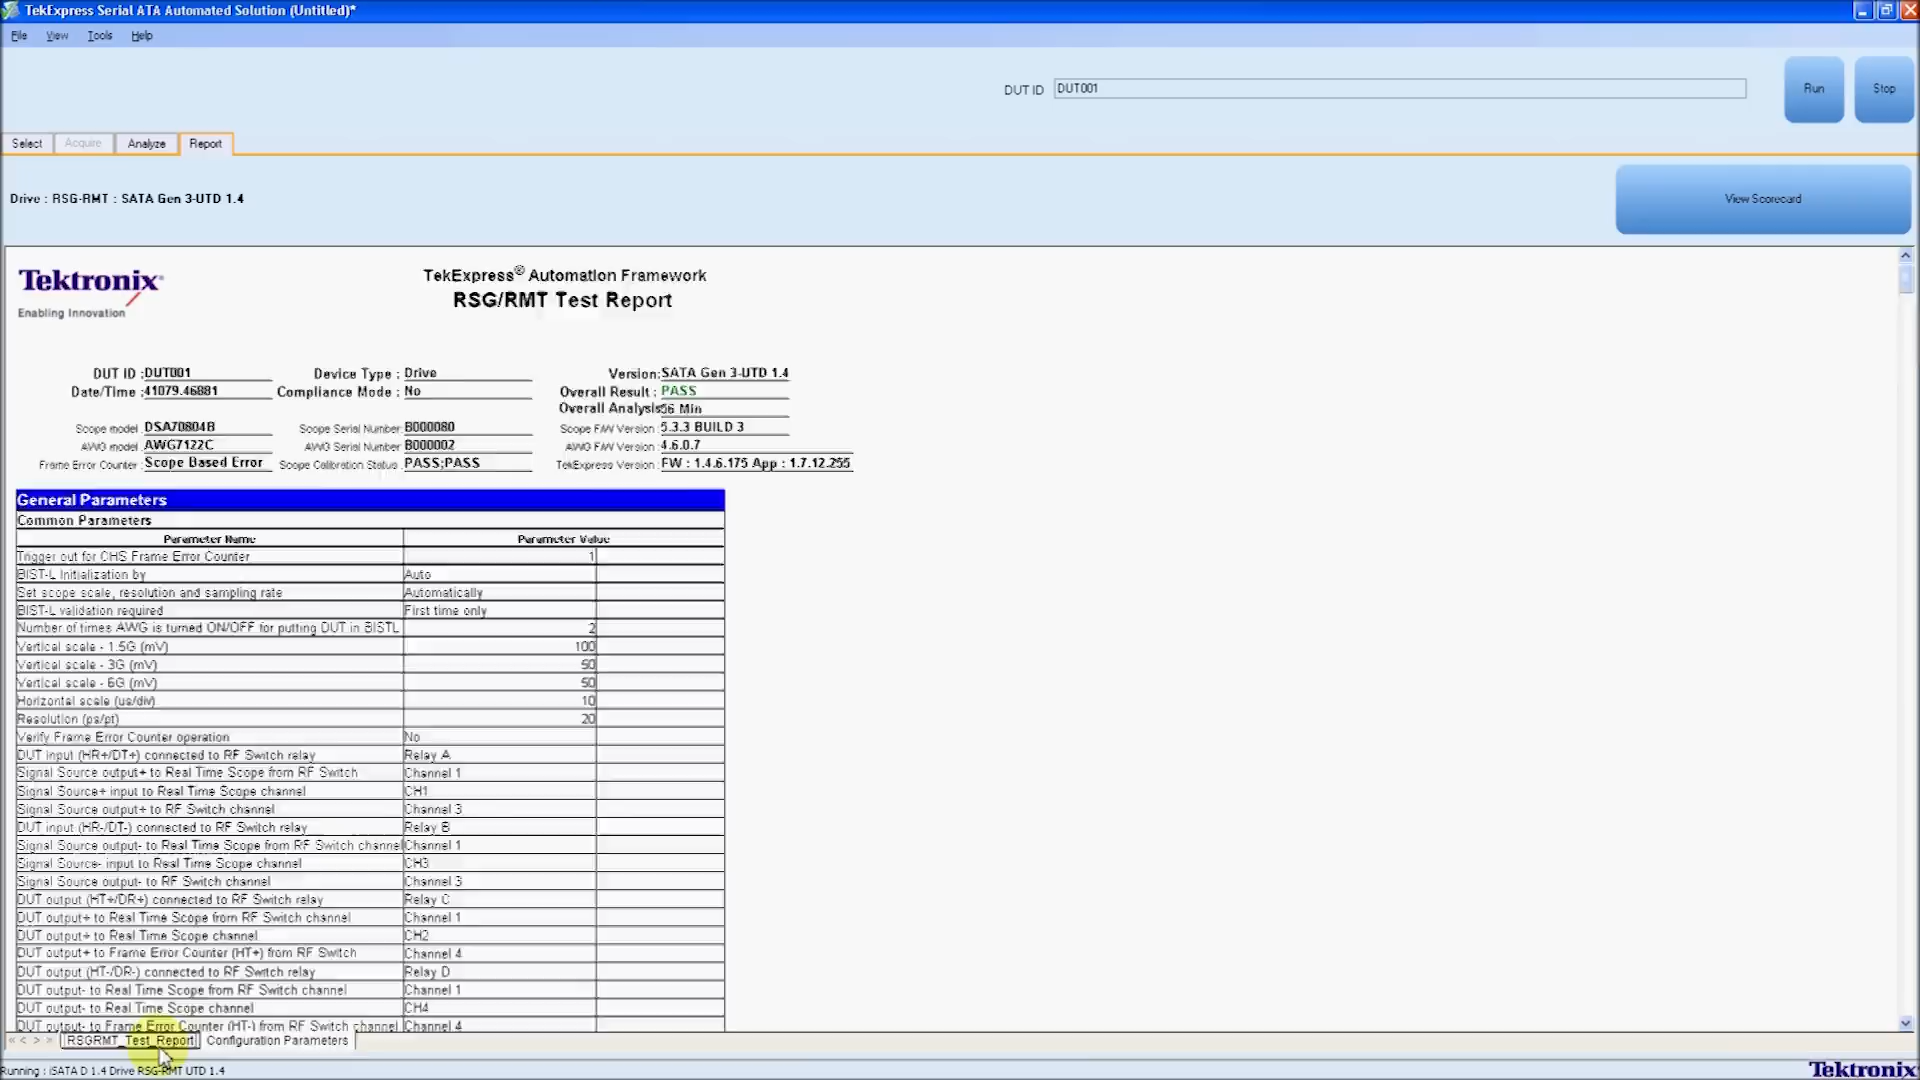 TekExpress Serial ATA Automated Solution (Untitled)*
File View Tools Help
DUT ID DUT001 Run Stop
Select Acquire Analyze Report
Drive : RSG-RMT : SATA Gen 3-UTD 1.4 View Scorecard
Tektronix
Enabling Innovation
TekExpress® Automation Framework
RSG/RMT Test Report
DUT ID : DUT001 Device Type : Drive Version: SATA Gen 3-UTD 1.4
Date/Time : 41079.46881 Compliance Mode : No Overall Result : PASS
Overall Analysis 56 Min
Scope model DSA70804B Scope Serial Number B000080 Scope F/W Version : 5.3.3 BUILD 3
AWG model AWG7122C AWG Serial Number B000002 AWG F/W Version : 4.6.0.7
Frame Error Counter : Scope Based Error Scope Calibration Status : PASS;PASS TekExpress Version : FW : 1.4.6.175 App : 1.7.12.255
General Parameters
Common Parameters
Parameter Name Parameter Value
Trigger out for CHS Frame Error Counter 1
BIST-L Initialization by Auto
Set scope scale, resolution and sampling rate Automatically
BIST-L validation required First time only
Number of times AWG is turned ON/OFF for putting DUT in BISTL 2
Vertical scale - 1.5G (mV) 100
Vertical scale - 3G (mV) 50
Vertical scale - 6G (mV) 50
Horizontal scale (us/div) 10
Resolution (ps/pt) 20
Verify Frame Error Counter operation No
DUT input (HR+/DT+) connected to RF Switch relay Relay A
Signal Source output+ to Real Time Scope from RF Switch Channel 1
Signal Source+ input to Real Time Scope channel CH1
Signal Source output+ to RF Switch channel Channel 3
DUT input (HR-/DT-) connected to RF Switch relay Relay B
Signal Source output- to Real Time Scope from RF Switch channel Channel 1
Signal Source- input to Real Time Scope channel CH3
Signal Source output- to RF Switch channel Channel 3
DUT output (HT+/DR+) connected to RF Switch relay Relay C
DUT output+ to Real Time Scope from RF Switch channel Channel 1
DUT output+ to Real Time Scope channel CH2
DUT output+ to Frame Error Counter (HT+) from RF Switch Channel 4
DUT output (HT-/DR-) connected to RF Switch relay Relay D
DUT output- to Real Time Scope from RF Switch channel Channel 1
DUT output- to Real Time Scope channel CH4
DUT output- to Frame Error Counter (HT-) from RF Switch channel Channel 4
RSGRMT_Test_Report Configuration Parameters
Running : iSATA D 1.4 Drive RSG-RMT UTD 1.4 Tektronix